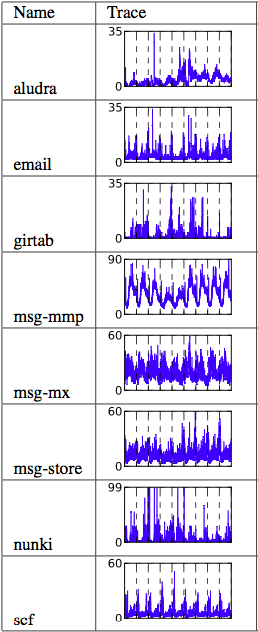 Name Trace
35
0
aludra
35
0
email
35
0
girtab
90
0
msg-mmp
60
0
msg-mx
60
0
msg-store
99
0
nunki
60
0
scf